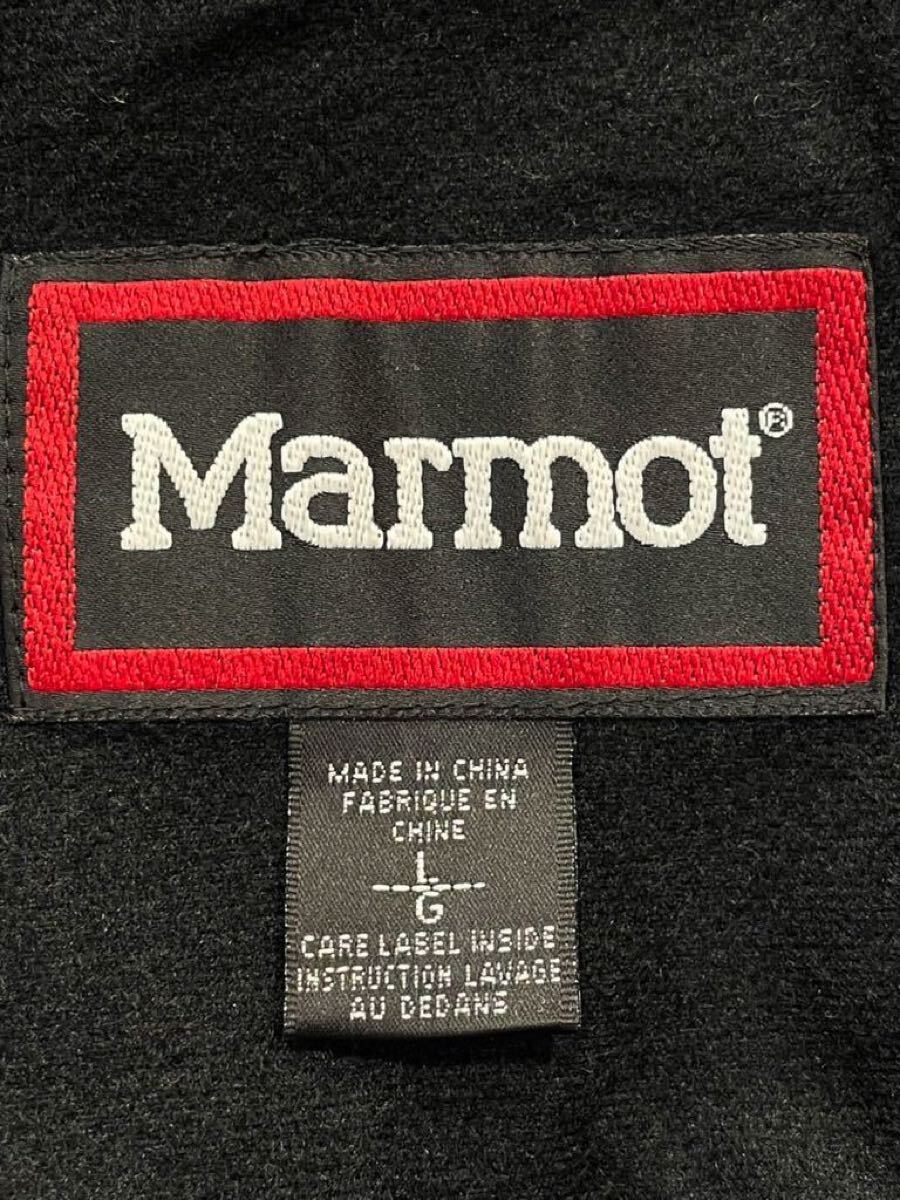 Marmot®
MADE IN CHINA
FABRIQUE EN
CHINE
L
G
CARE LABEL INSIDE
INSTRUCTION LAVAGE
AU DEDANS